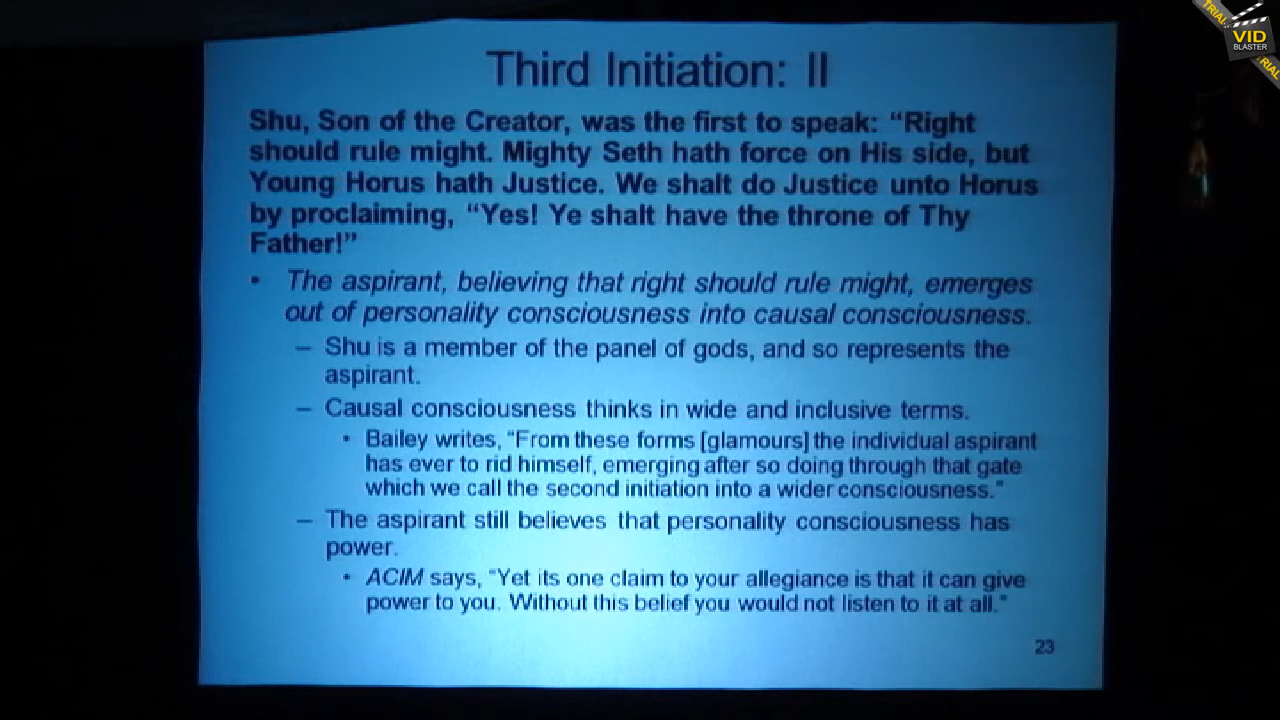 Third Initiation: II
Shu, Son of the Creator, was the first to speak: “Right
should rule might. Mighty Seth hath force on His side, but
Young Horus hath Justice. We shalt do Justice unto Horus
by proclaiming, “Yes! Ye shalt have the throne of Thy
Father!”
• The aspirant, believing that right should rule might, emerges
out of personality consciousness into causal consciousness.
– Shu is a member of the panel of gods, and so represents the
aspirant.
– Causal consciousness thinks in wide and inclusive terms.
• Bailey writes, “From these forms [glamours] the individual aspirant
has ever to rid himself, emerging after so doing through that gate
which we call the second initiation into a wider consciousness.”
– The aspirant still believes that personality consciousness has
power.
• ACIM says, “Yet its one claim to your allegiance is that it can give
power to you. Without this belief you would not listen to it at all.”
23
TRIAL
VID
BLASTER
TRIAL